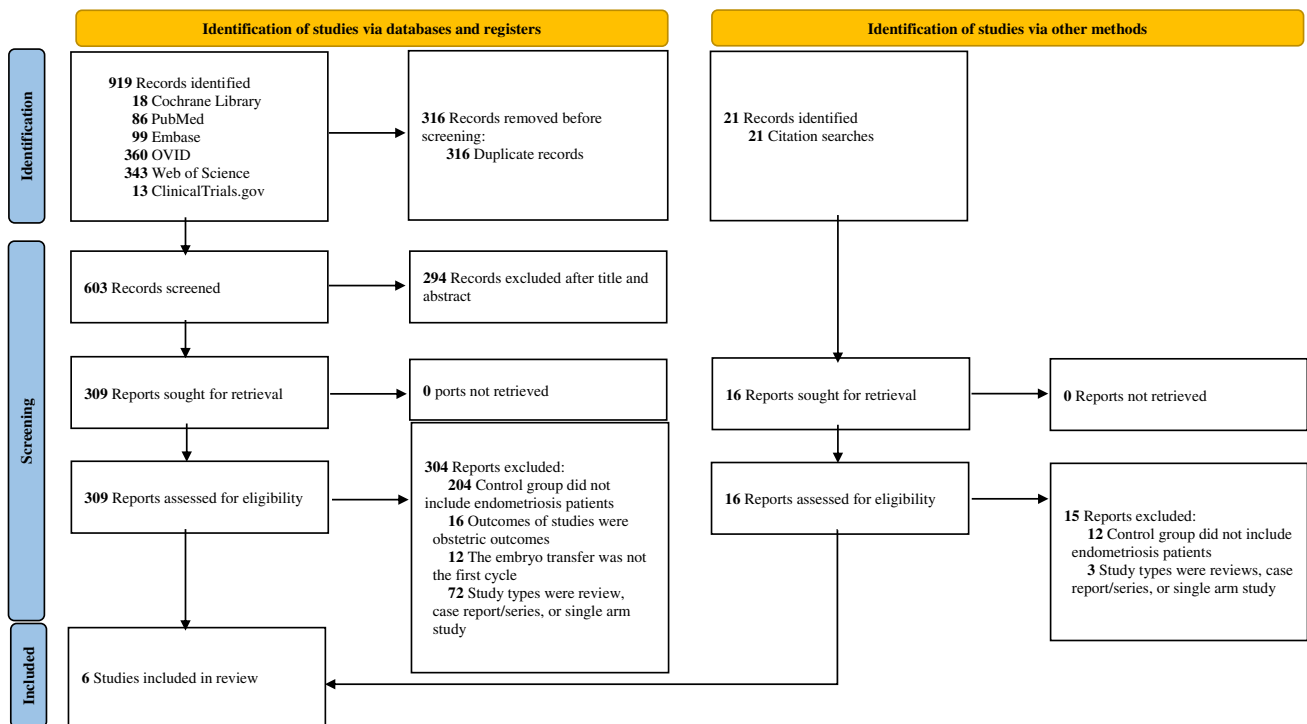 Identification of studies via databases and registers
Identification of studies via other methods
Identification
919 Records identified
18 Cochrane Library
86 PubMed
99 Embase
360 OVID
343 Web of Science
13 ClinicalTrials.gov
316 Records removed before
screening:
316 Duplicate records
21 Records identified
21 Citation searches
Screening
603 Records screened
294 Records excluded after title and
abstract
309 Reports sought for retrieval
0 ports not retrieved
16 Reports sought for retrieval
0 Reports not retrieved
309 Reports assessed for eligibility
304 Reports excluded:
204 Control group did not
include endometriosis patients
16 Outcomes of studies were
obstetric outcomes
12 The embryo transfer was not
the first cycle
72 Study types were review,
case report/series, or single arm
study
16 Reports assessed for eligibility
15 Reports excluded:
12 Control group did not include
endometriosis patients
3 Study types were reviews, case
report/series, or single arm study
Included
6 Studies included in review